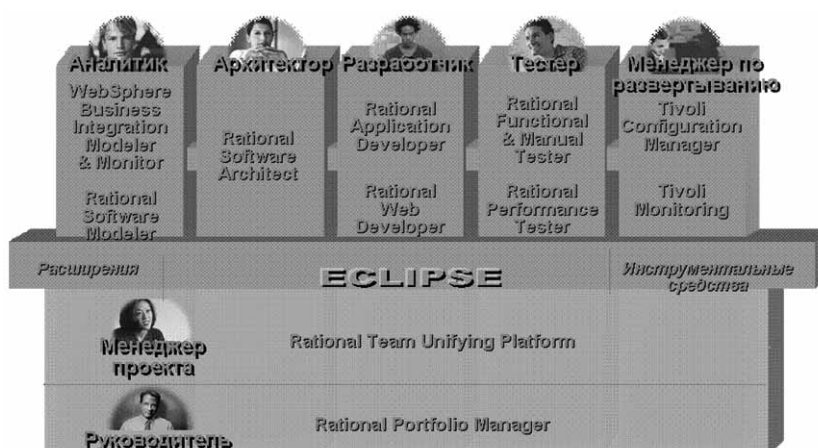 Аналитик
WebSphere
Business
Integration
Modeler
& Monitor
Rational
Software
Modeler
Архитектор
Rational
Software
Architect
Разработчик
Rational
Application
Developer
Rational
Web
Developer
Тестер
Rational
Functional
& Manual
Tester
Rational
Performance
Tester
Менеджер по
развертыванию
Tivoli
Configuration
Manager
Tivoli
Monitoring
Расширения
ECLIPSE
Инструментальные
средства
Менеджер
проекта
Rational Team Unifying Platform
Руководитель
Rational Portfolio Manager